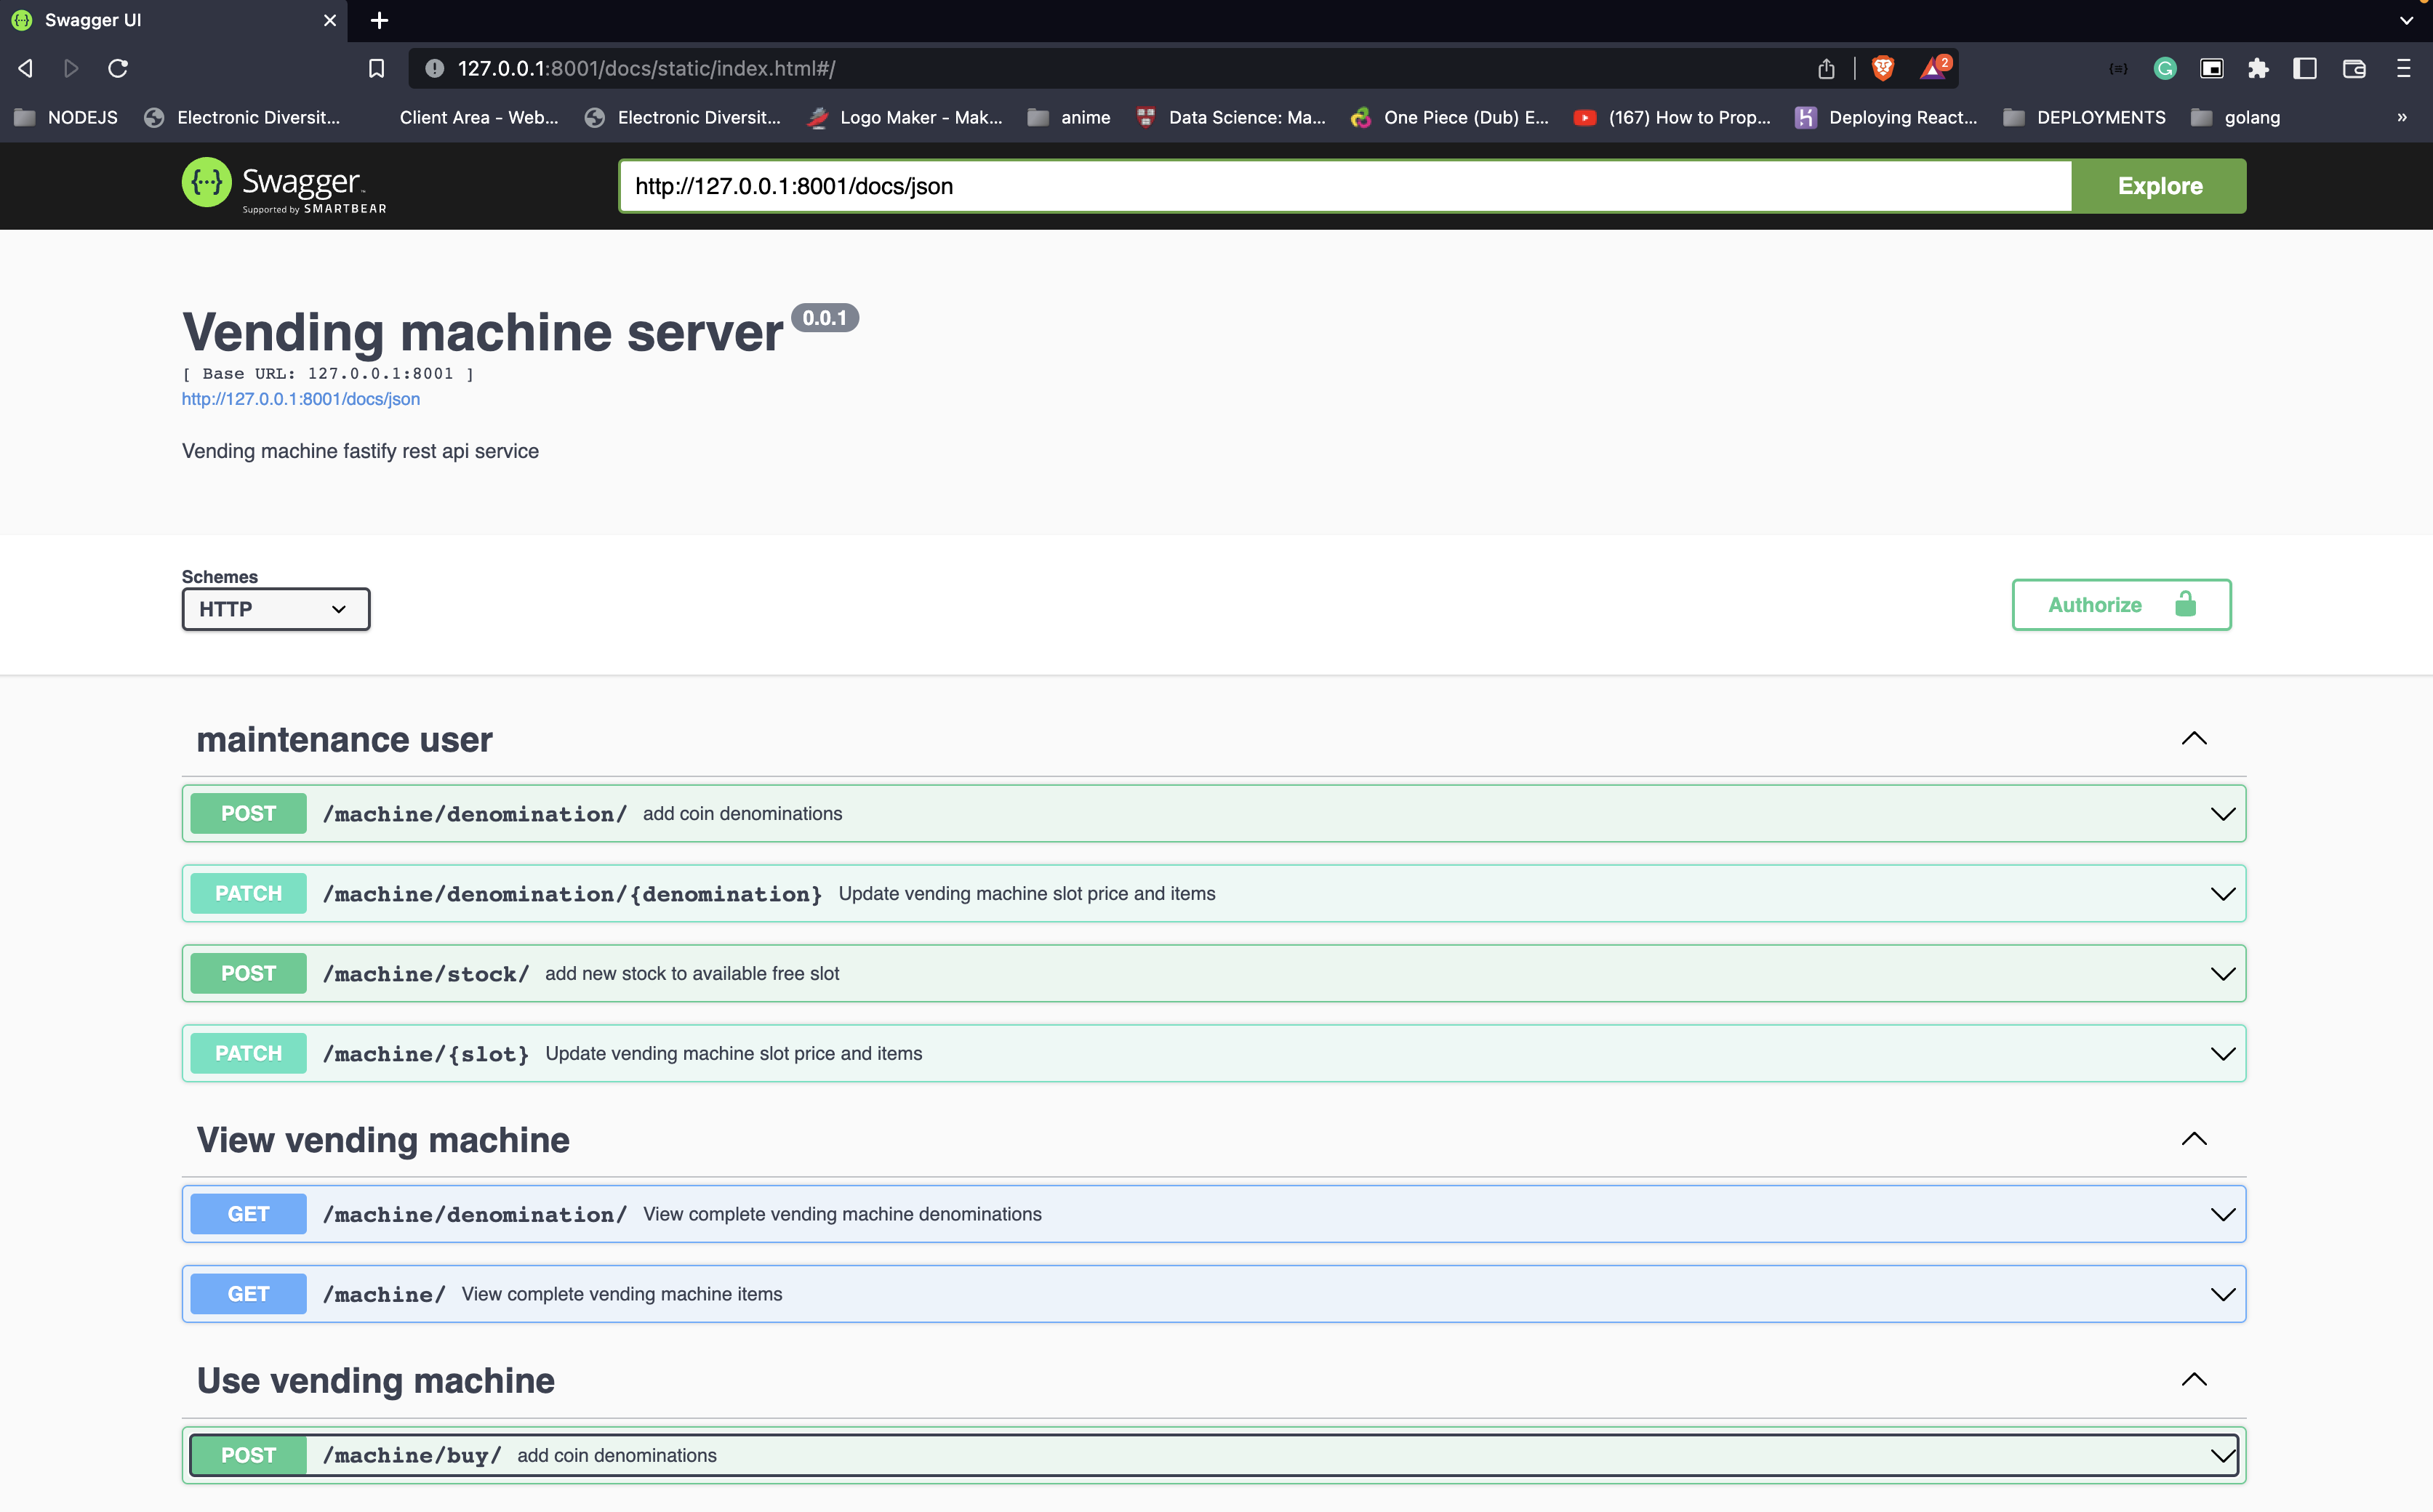 Swagger UI
127.0.0.1:8001/docs/static/index.html#/
2
NODEJS
Electronic Diversit...
Client Area - Web...
Electronic Diversit...
Logo Maker - Mak...
anime
Data Science: Ma...
One Piece (Dub) E...
(167) How to Prop...
Deploying React...
DEPLOYMENTS
golang
»
Swagger
Supported by SMARTBEAR
http://127.0.0.1:8001/docs/json
Explore
Vending machine server 0.0.1
[ Base URL: 127.0.0.1:8001 ]
http://127.0.0.1:8001/docs/json
Vending machine fastify rest api service
Schemes
HTTP
Authorize
maintenance user
POST /machine/denomination/ add coin denominations
PATCH /machine/denomination/{denomination} Update vending machine slot price and items
POST /machine/stock/ add new stock to available free slot
PATCH /machine/{slot} Update vending machine slot price and items
View vending machine
GET /machine/denomination/ View complete vending machine denominations
GET /machine/ View complete vending machine items
Use vending machine
POST /machine/buy/ add coin denominations